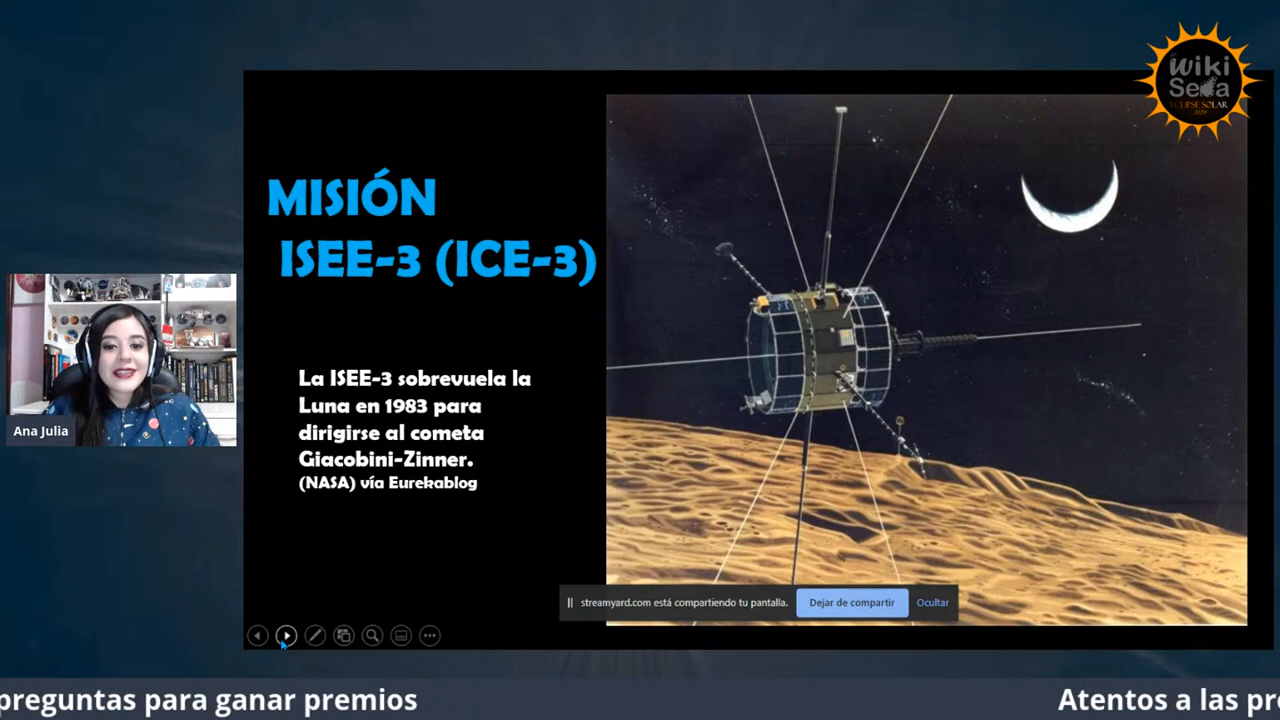 wiki
Seda
ECLIPSE SOLAR
MISIÓN
ISEE-3 (ICE-3)
La ISEE-3 sobrevuela la
Luna en 1983 para
dirigirse al cometa
Giacobini-Zinner.
(NASA) vía Eurekablog
Ana Julia
streamyard.com está compartiendo tu pantalla.
Dejar de compartir
Ocultar
preguntas para ganar premios
Atentos a las pre